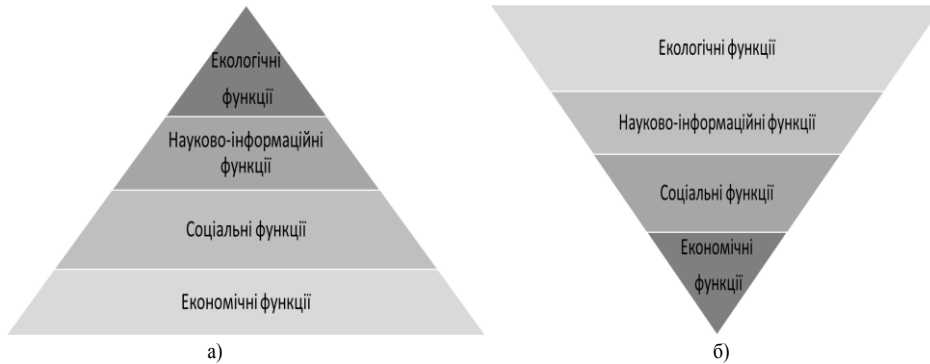 Екологічні
функції
Науково-інформаційні
функції
Соціальні функції
Економічні функції
а)
Екологічні функції
Науково-інформаційні функції
Соціальні функції
Економічні
функції
б)